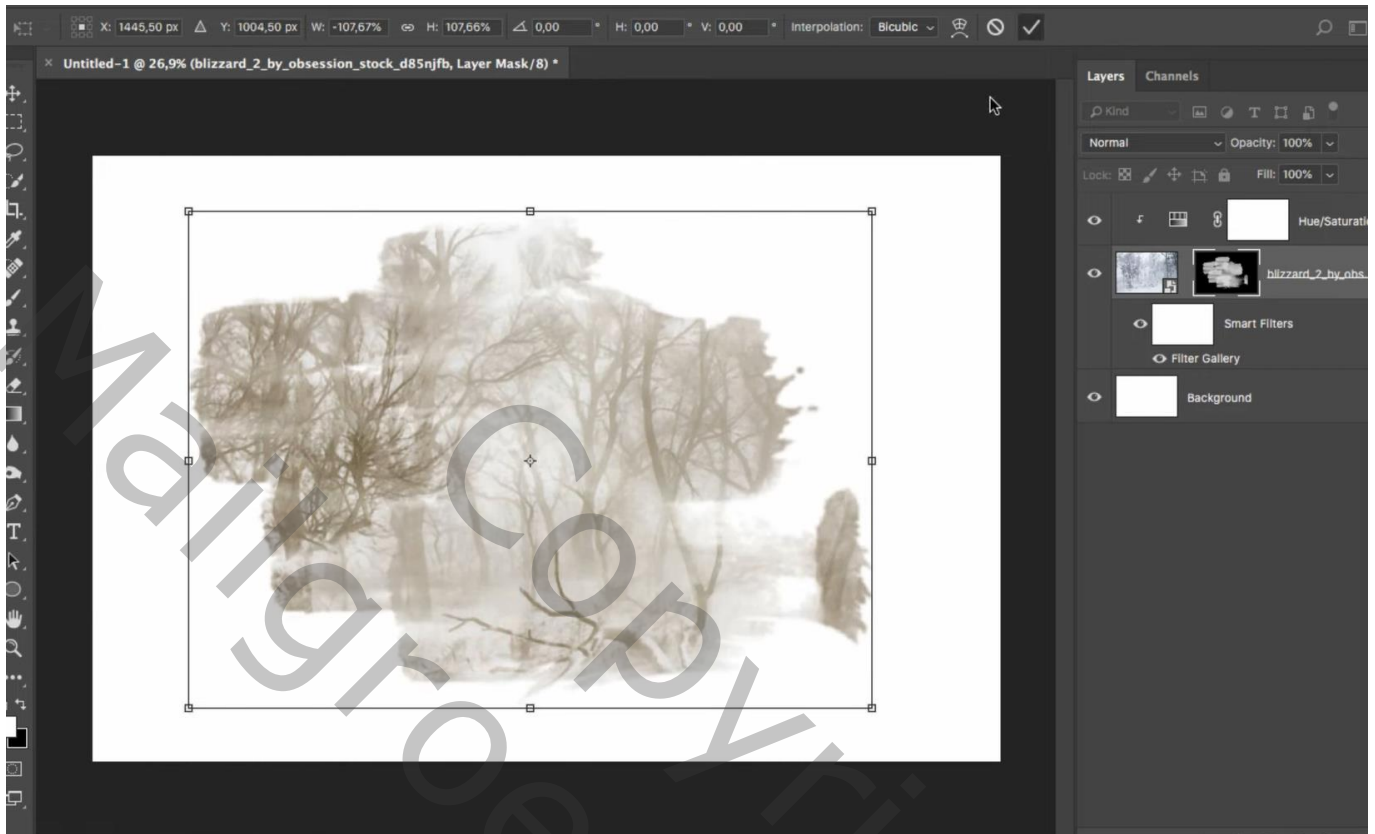 X: 1445,50 px Y: 1004,50 px W: -107,67% H: 107,66% 0,00 ° H: 0,00 ° V: 0,00 ° Interpolation: Bicubic
× Untitled-1 @ 26,9% (blizzard_2_by_obsession_stock_d85njfb, Layer Mask/8) *
Layers Channels
Kind
Normal Opacity: 100%
Lock: Fill: 100%
Hue/Saturati
blizzard_2_by_obs...
Smart Filters
Filter Gallery
Background
Copyri
Mailgroe